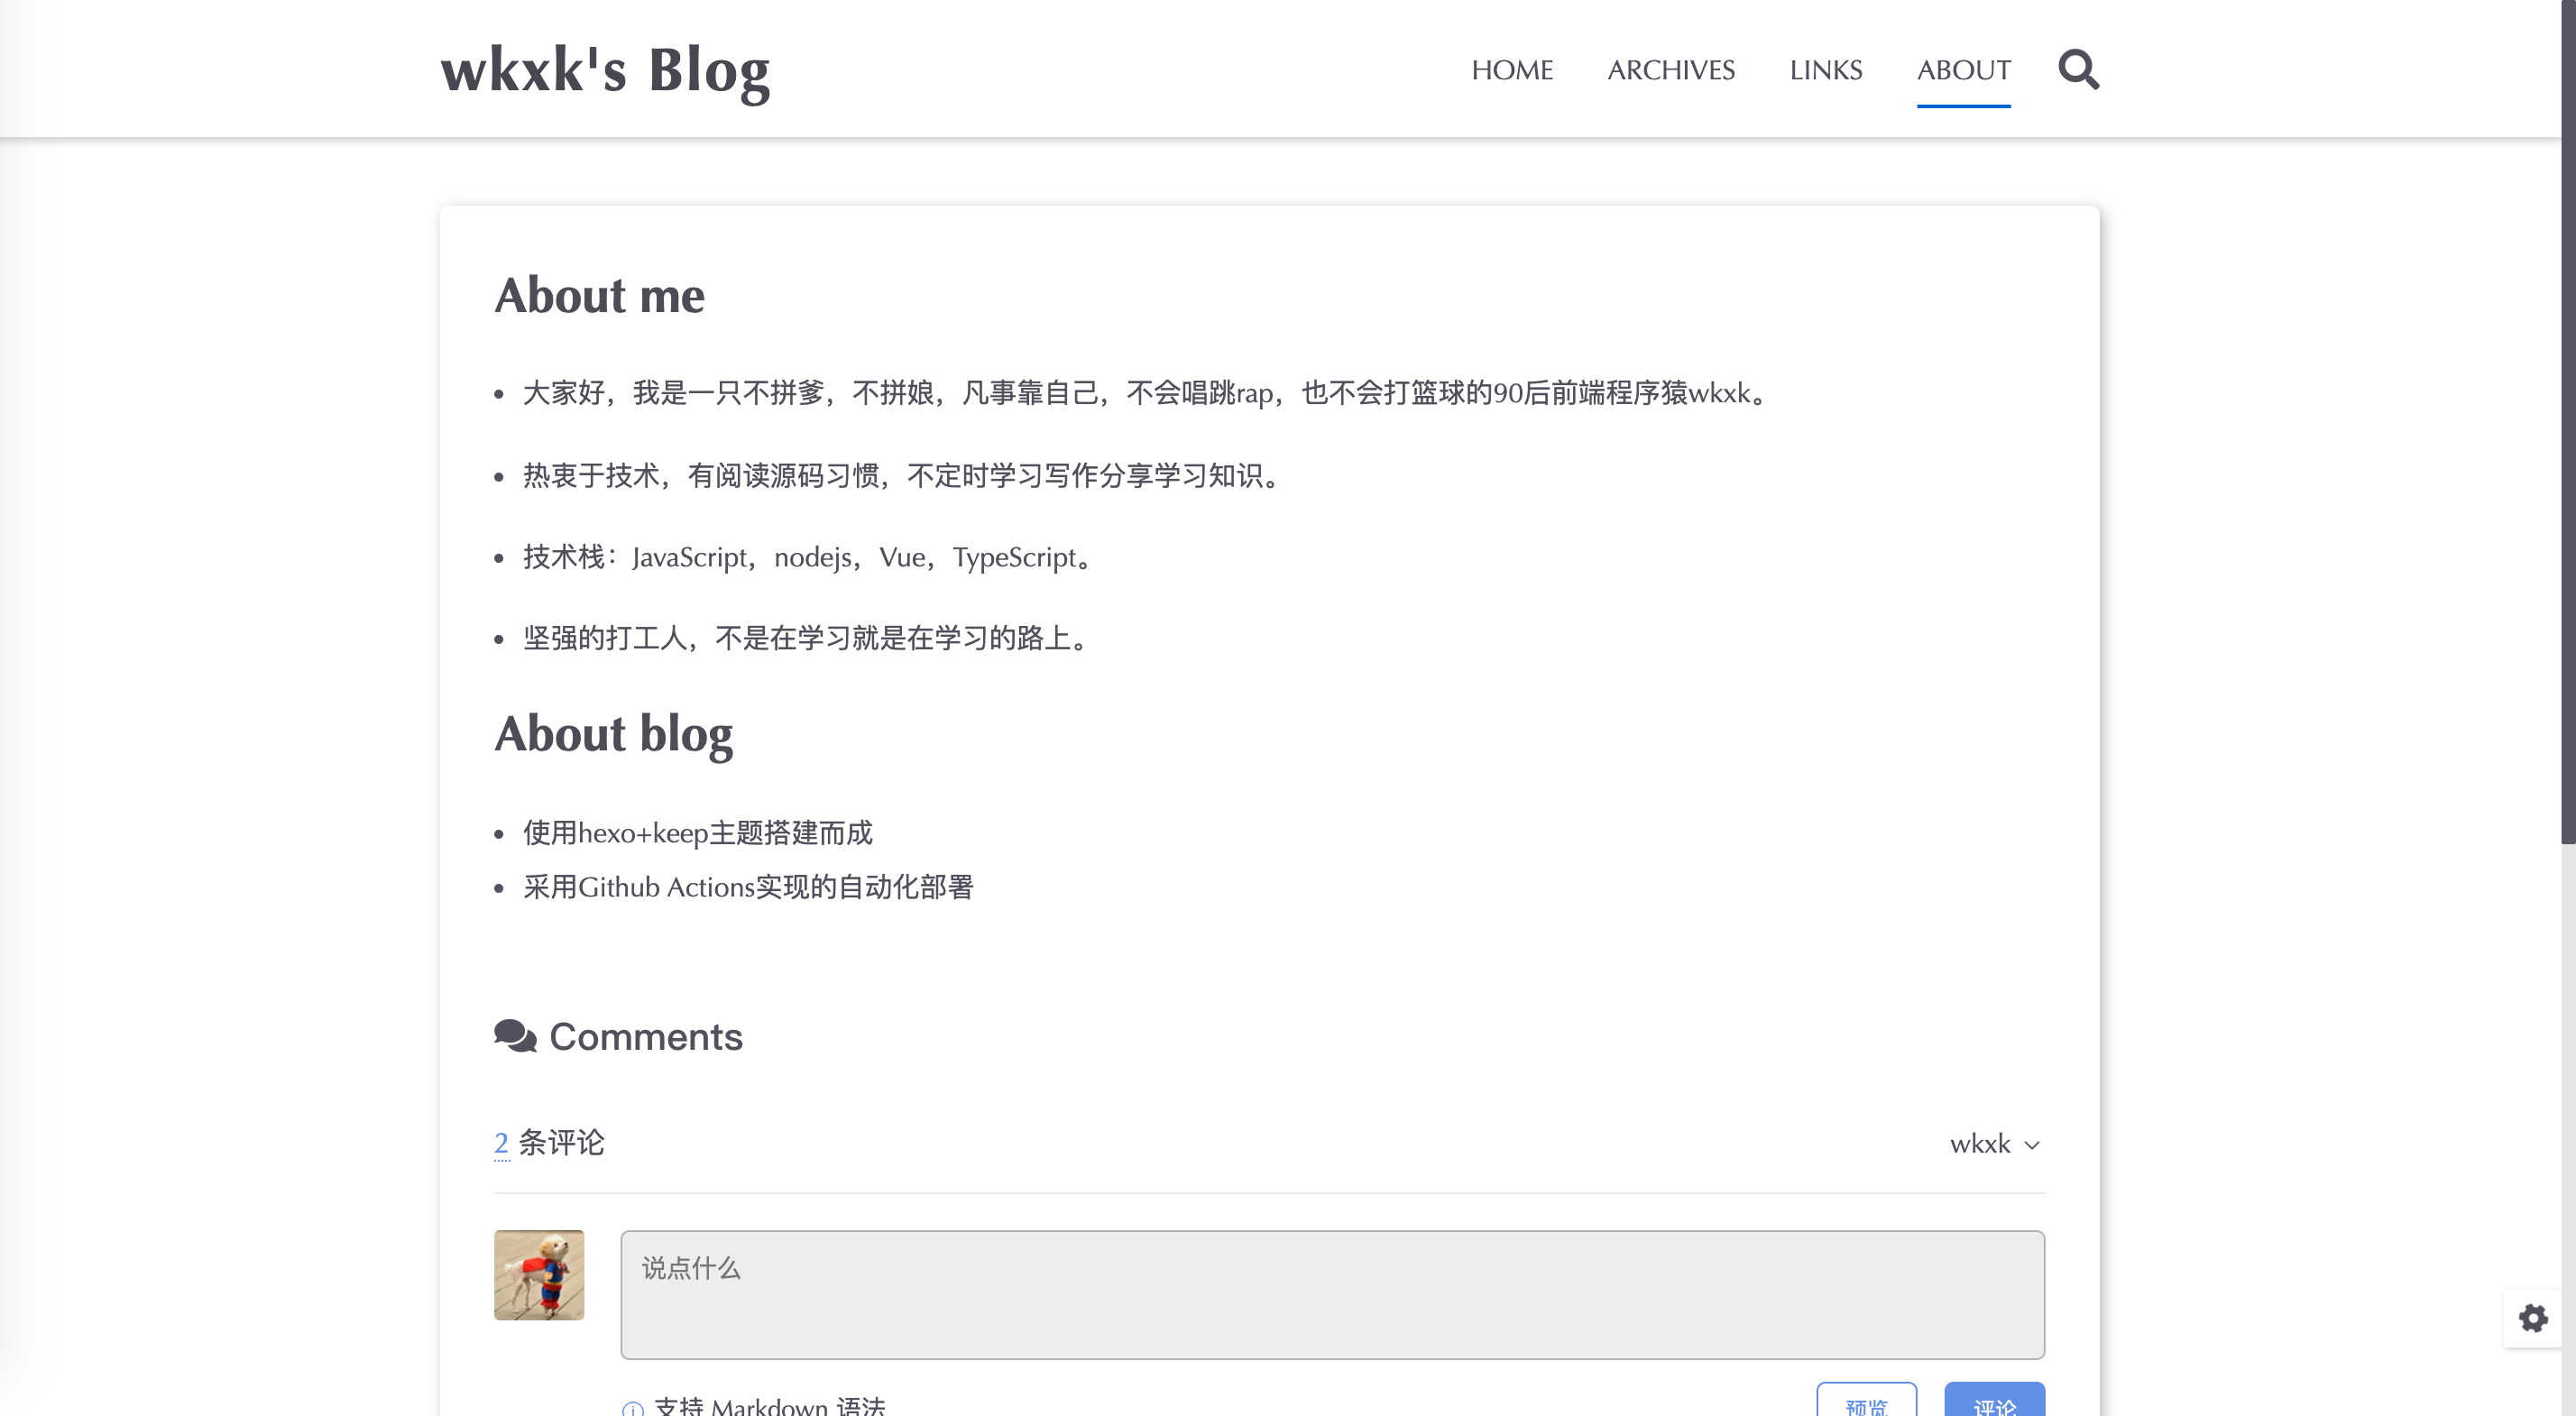 wkxk's Blog
HOME ARCHIVES LINKS ABOUT
About me
大家好，我是一只不拼爹，不拼娘，凡事靠自己，不会唱跳rap，也不会打篮球的90后前端程序猿wkxk。
热衷于技术，有阅读源码习惯，不定时学习写作分享学习知识。
技术栈：JavaScript，nodejs，Vue，TypeScript。
坚强的打工人，不是在学习就是在学习的路上。
About blog
使用hexo+keep主题搭建而成
采用Github Actions实现的自动化部署
Comments
2 条评论 wkxk
说点什么
支持 Markdown 语法 预览 评论